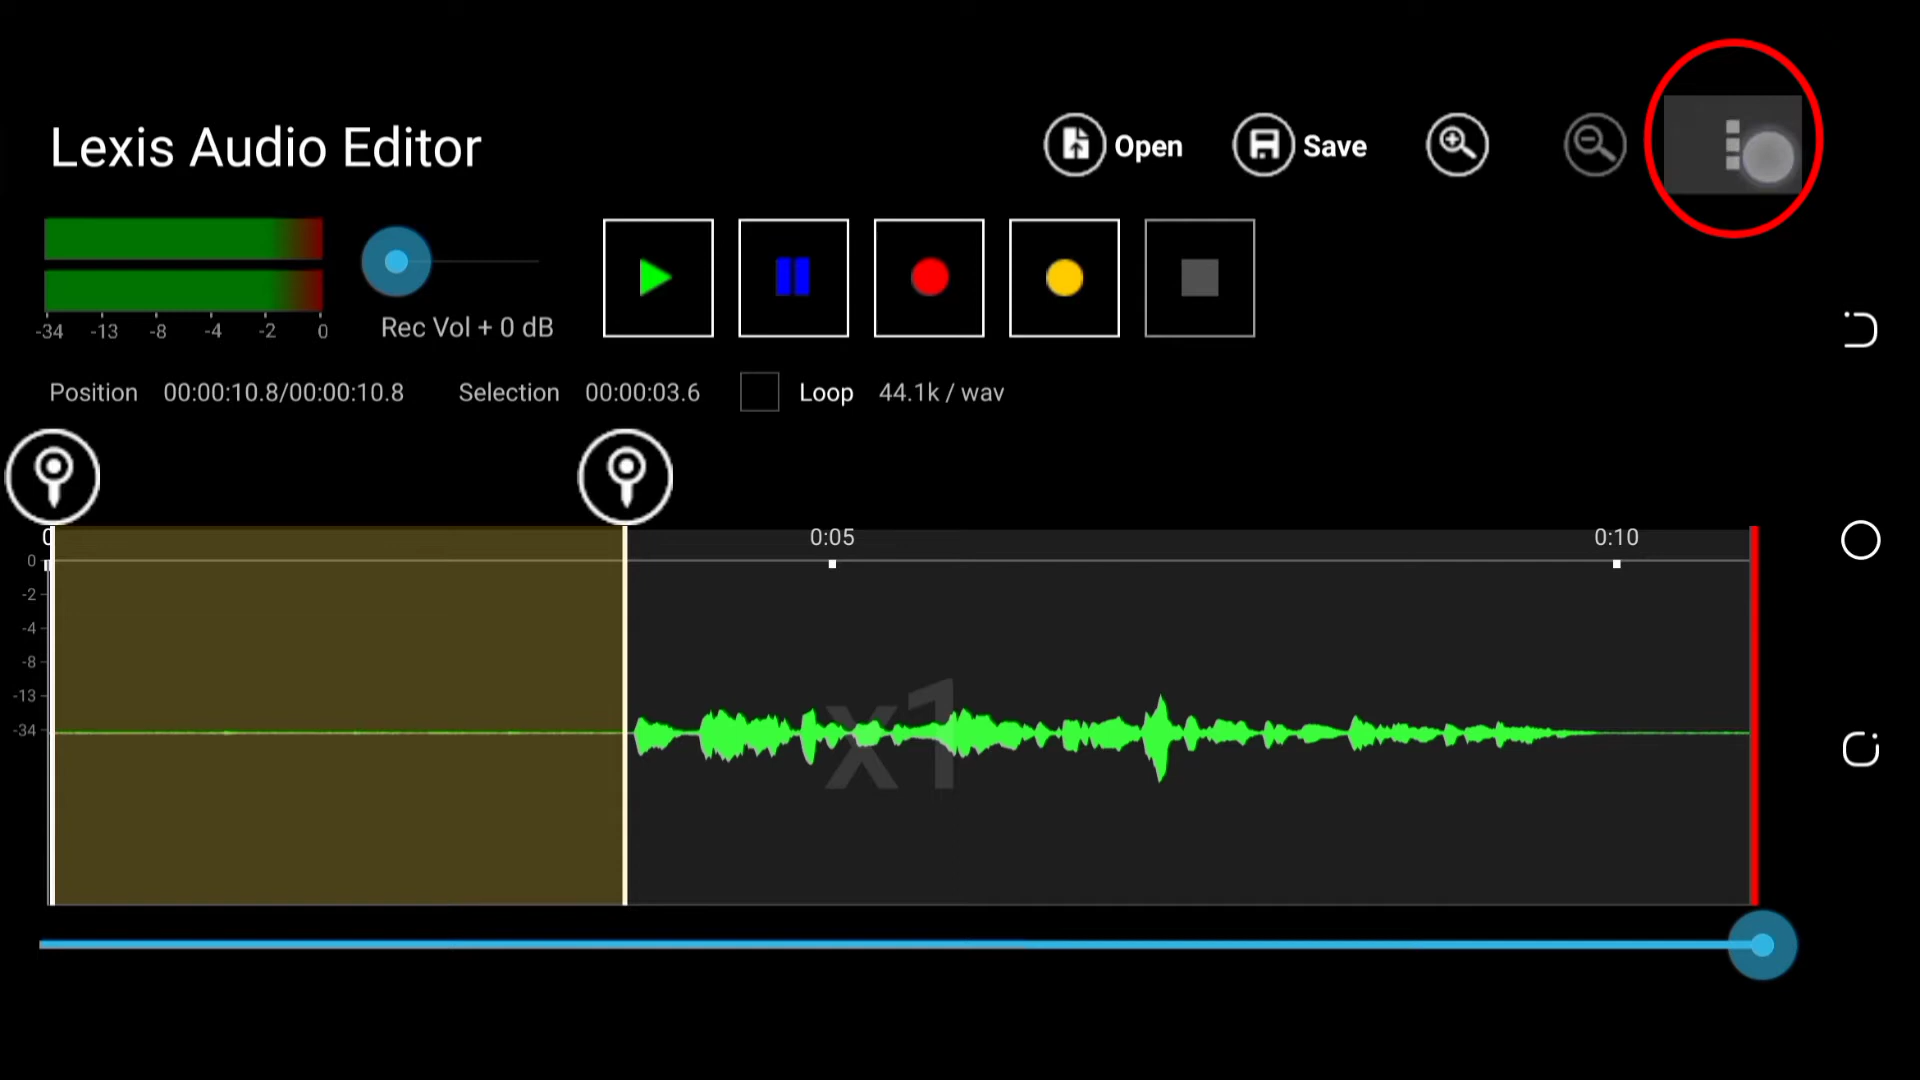 Lexis Audio Editor
Open
Save
-34 -13 -8 -4 -2 0
Rec Vol + 0 dB
Position 00:00:10.8/00:00:10.8 Selection 00:00:03.6 Loop 44.1k / wav
0:05 0:10
0
-2
-4
-8
-13
-34
x1